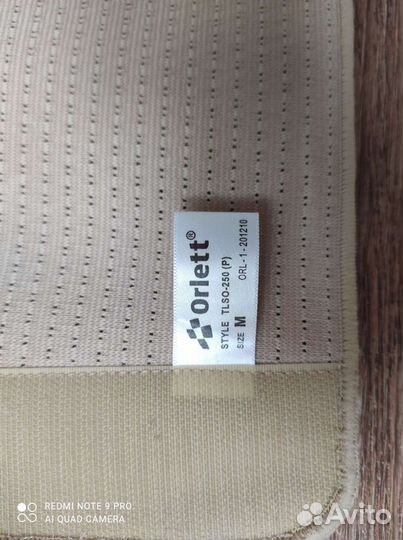 Orlett®
STYLE TLSO-250 (P)
SIZE M ORL-1-201210
REDMI NOTE 9 PRO
AI QUAD CAMERA
Avito